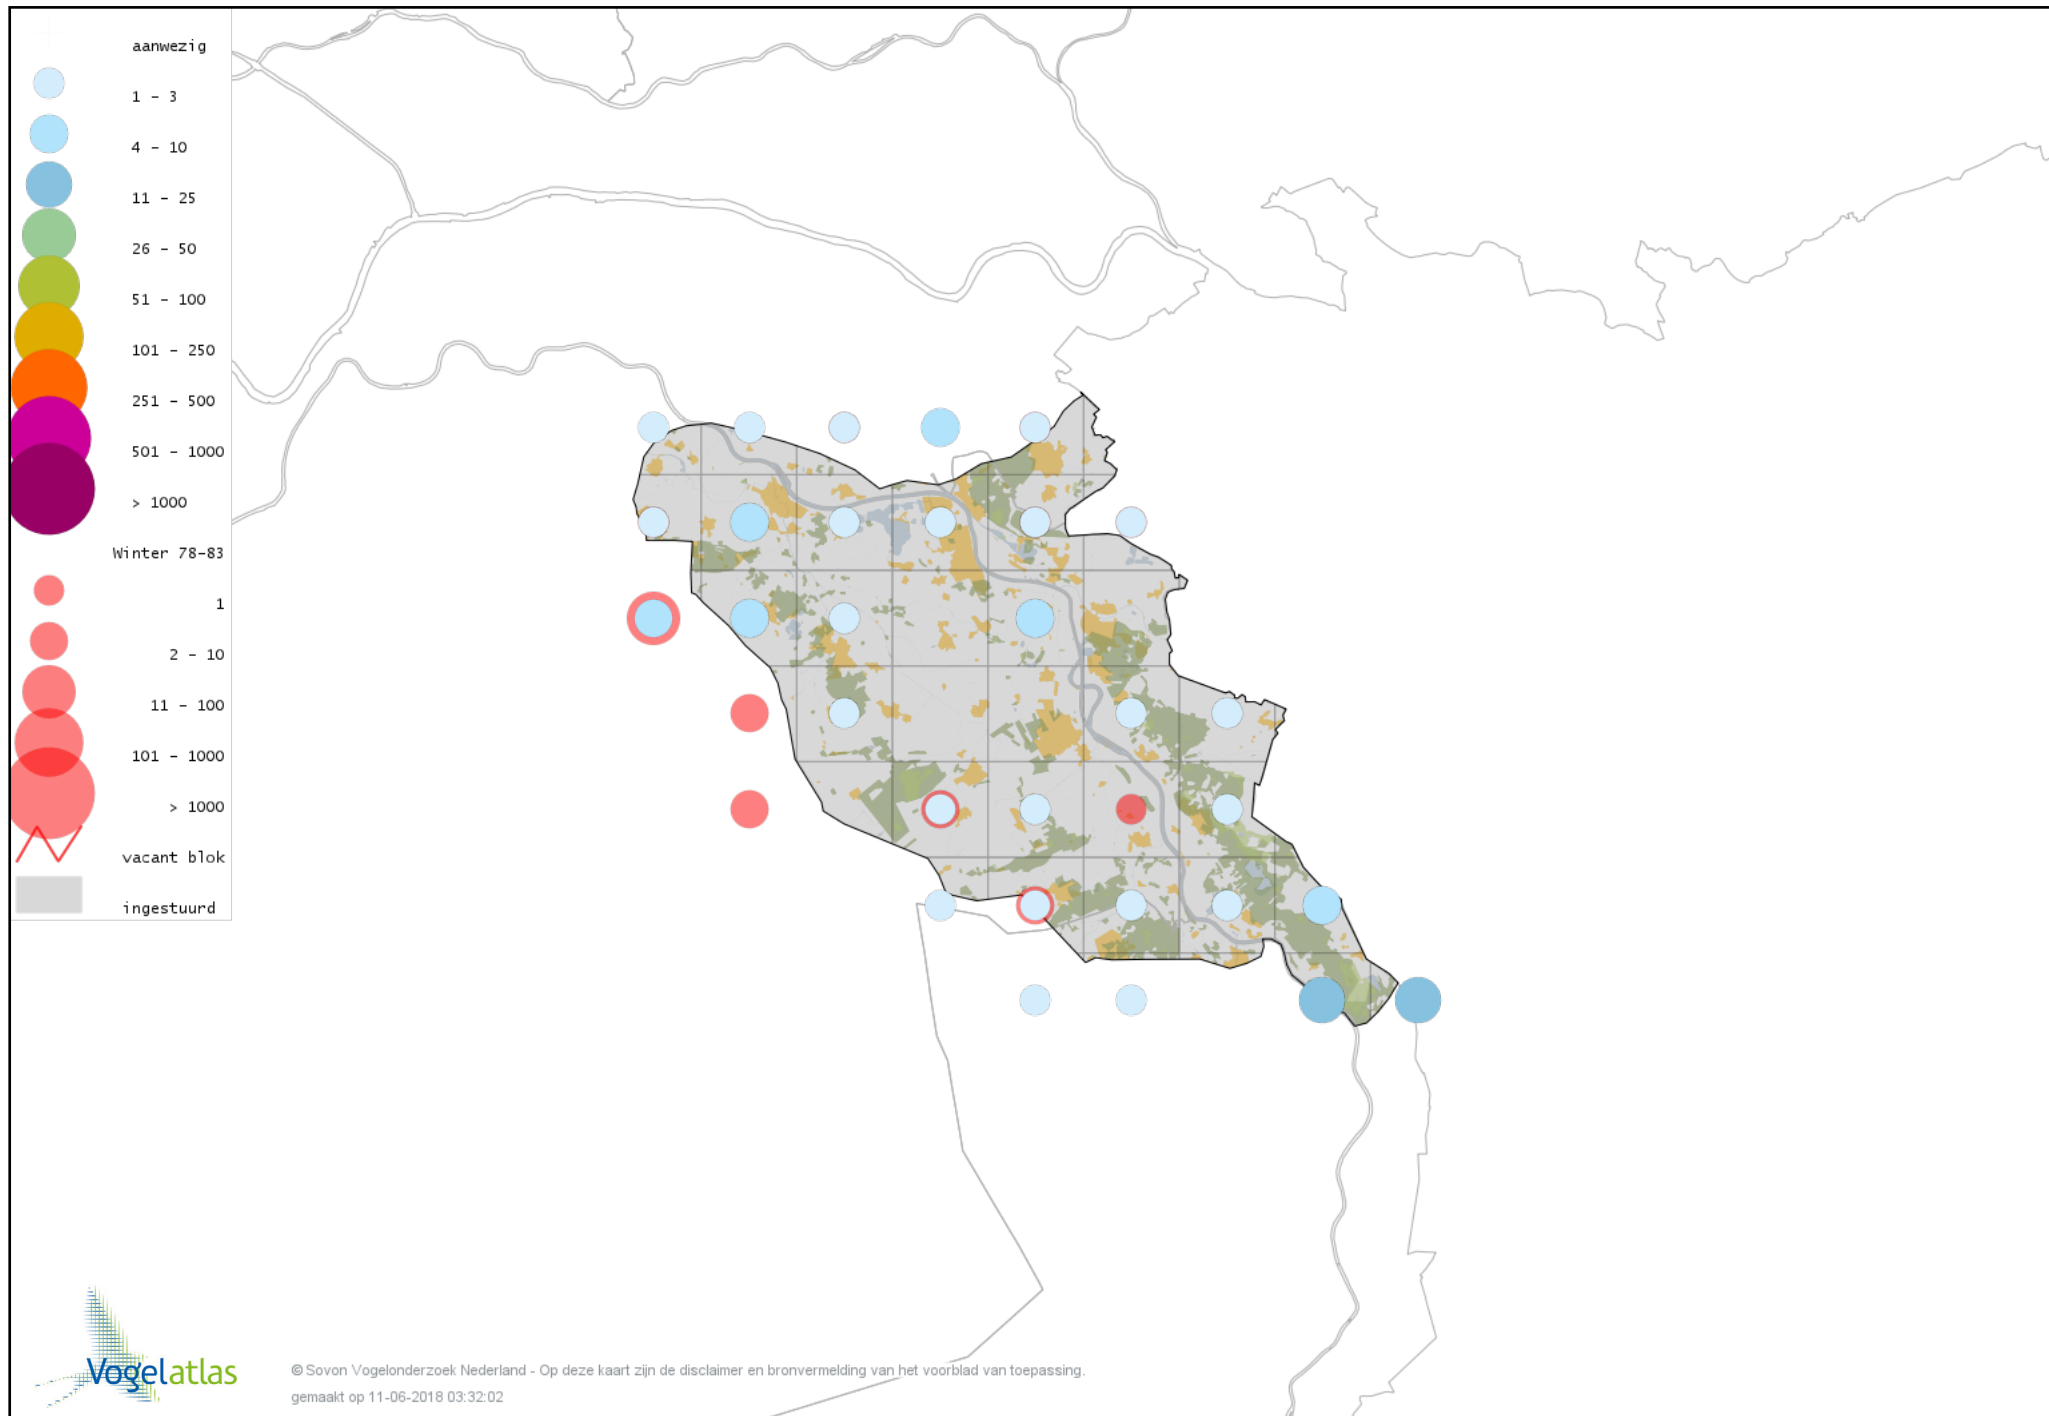 aanwezig
1 - 3
4 - 10
11 - 25
26 - 50
51 - 100
101 - 250
251 - 500
501 - 1000
> 1000
Winter 78-83
1
2 - 10
11 - 100
101 - 1000
> 1000
vacant blok
ingestuurd
Vogelatlas
© Sovon Vogelonderzoek Nederland - Op deze kaart zijn de disclaimer en bronvermelding van het voorblad van toepassing.
gemaakt op 11-06-2018 03:32:02